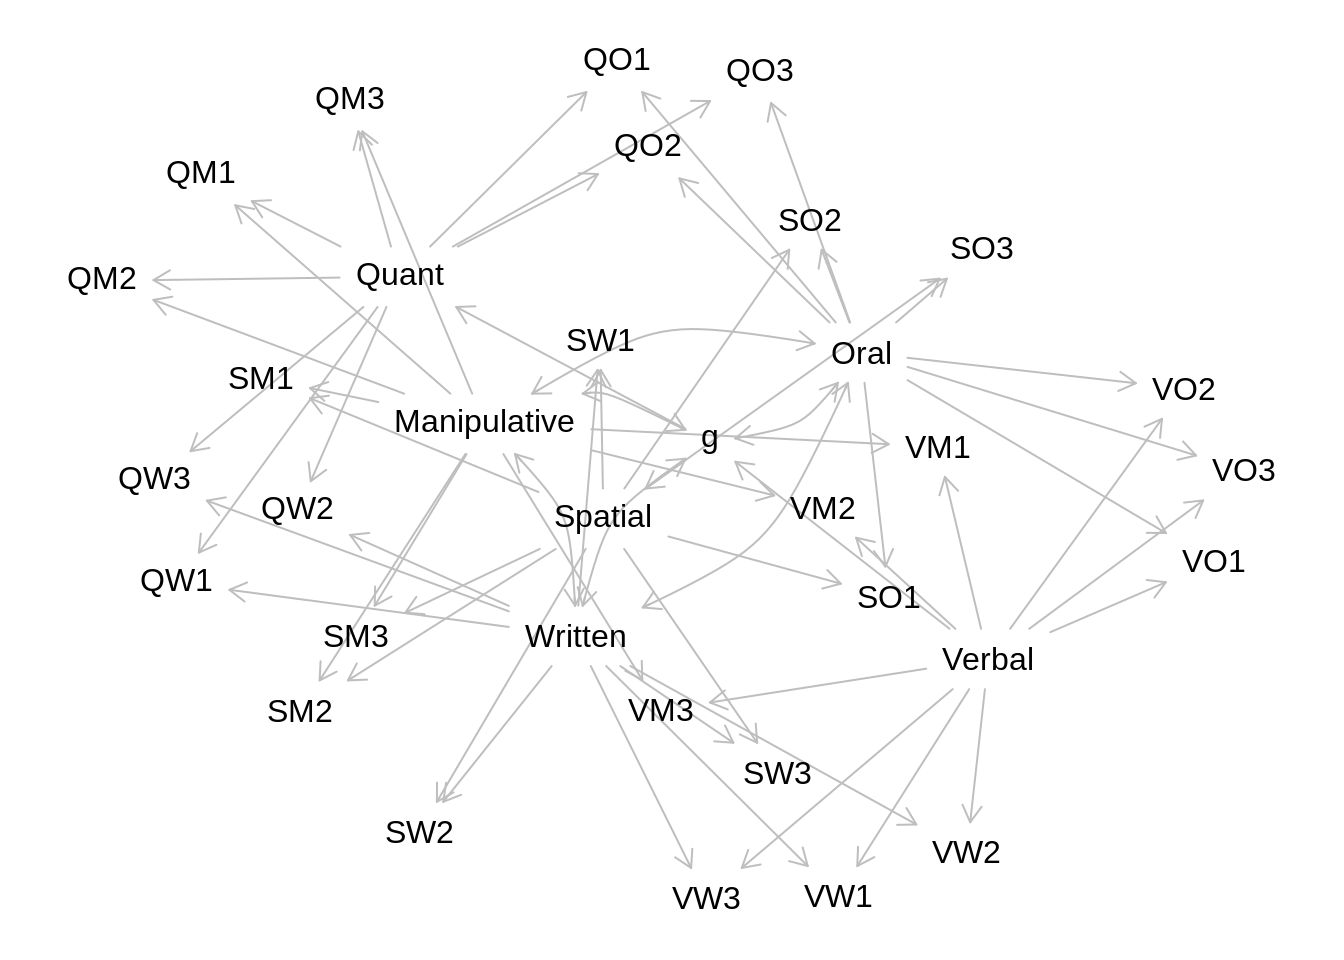 QO1
QO3
QM3
QO2
QM1
SO2
SO3
Quant
QM2
SW1
Oral
SM1
VO2
Manipulative
g
VM1
VO3
QW3
QW2
VM2
Spatial
VO1
QW1
SO1
SM3
Written
Verbal
SM2
VM3
SW3
SW2
VW2
VW3
VW1